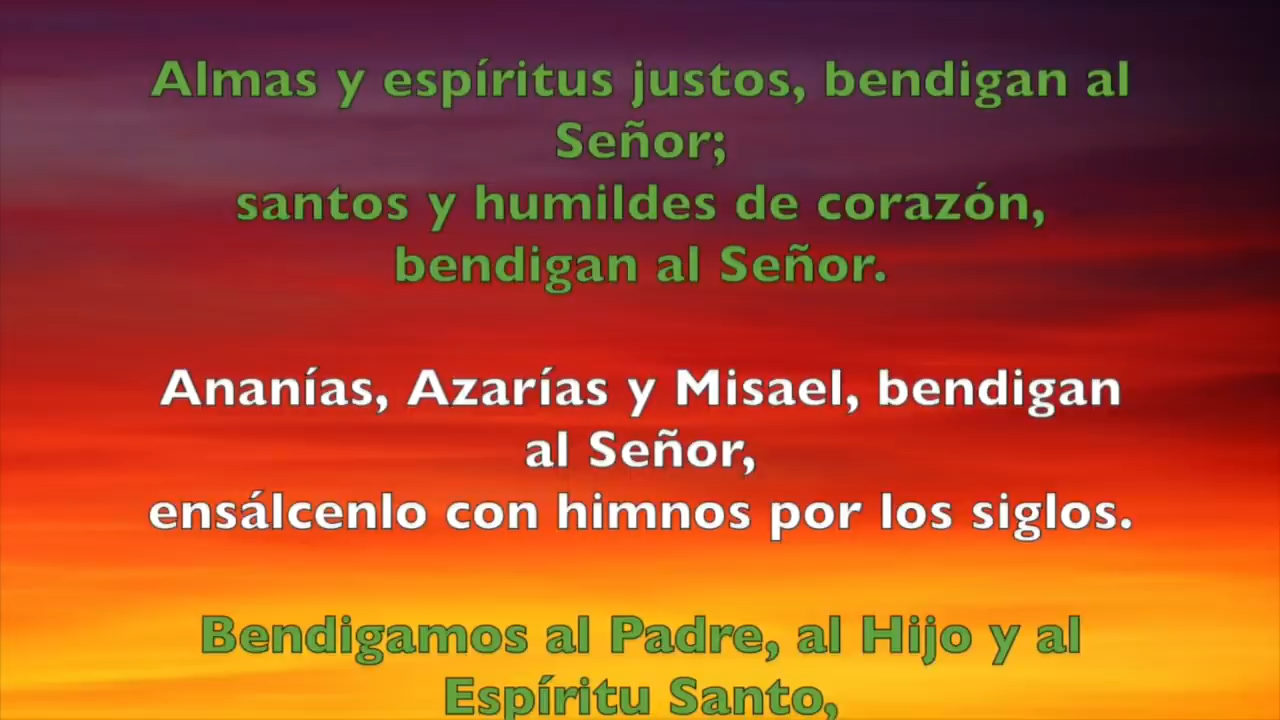 Almas y espíritus justos, bendigan al
Señor;
santos y humildes de corazón,
bendigan al Señor.
Ananías, Azarías y Misael, bendigan
al Señor,
ensálcenlo con himnos por los siglos.
Bendigamos al Padre, al Hijo y al
Espíritu Santo,